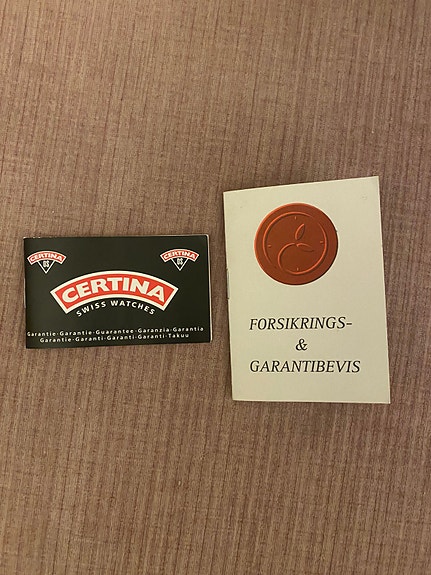 CERTINA
DS
CERTINA
DS
CERTINA
SWISS WATCHES
Garantie·Garantie·Guarantee·Garanzia·Garantia
Garantie·Garanti·Garanti·Garanti·Takuu
FORSIKRINGS-
&
GARANTIBEVIS